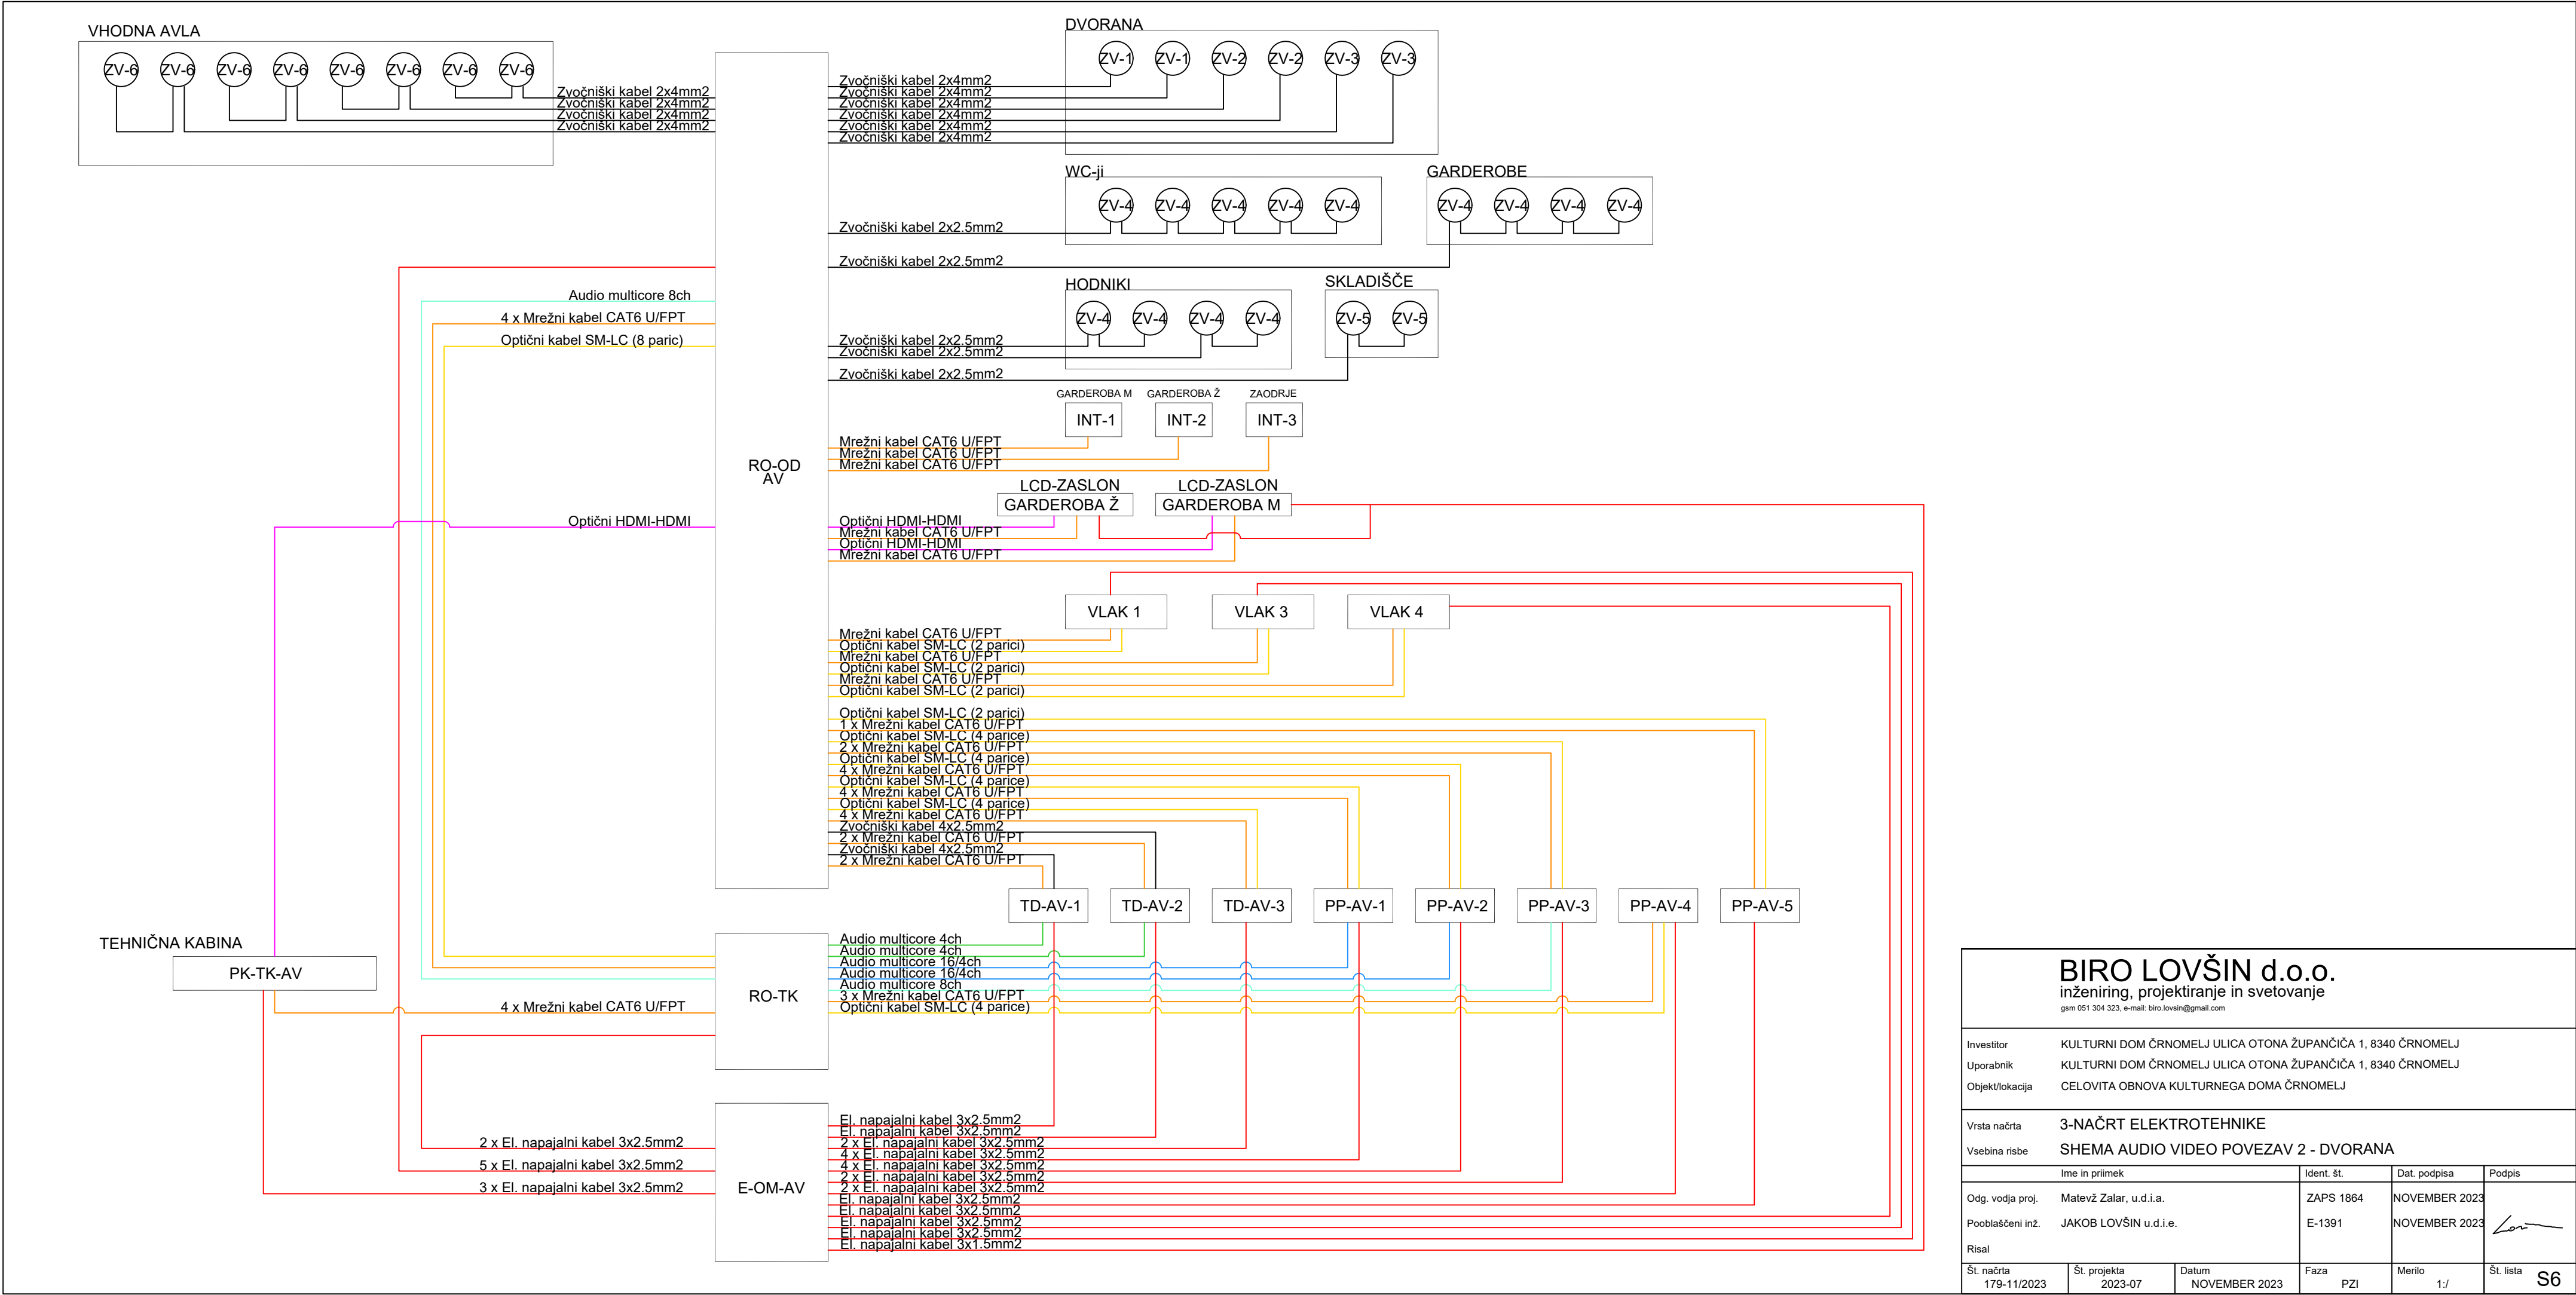 VHODNA AVLA
ZV-6 ZV-6 ZV-6 ZV-6 ZV-6 ZV-6 ZV-6 ZV-6
Zvočniški kabel 2x4mm2
Zvočniški kabel 2x4mm2
Zvočniški kabel 2x4mm2
Zvočniški kabel 2x4mm2
DVORANA
ZV-1 ZV-1 ZV-2 ZV-2 ZV-3 ZV-3
Zvočniški kabel 2x4mm2
Zvočniški kabel 2x4mm2
Zvočniški kabel 2x4mm2
Zvočniški kabel 2x4mm2
Zvočniški kabel 2x4mm2
Zvočniški kabel 2x4mm2
WC-ji
ZV-4 ZV-4 ZV-4 ZV-4 ZV-4
GARDEROBE
ZV-4 ZV-4 ZV-4 ZV-4
Zvočniški kabel 2x2.5mm2
Zvočniški kabel 2x2.5mm2
HODNIKI
ZV-4 ZV-4 ZV-4 ZV-4
SKLADIŠČE
ZV-5 ZV-5
Zvočniški kabel 2x2.5mm2
Zvočniški kabel 2x2.5mm2
Zvočniški kabel 2x2.5mm2
Audio multicore 8ch
4 x Mrežni kabel CAT6 U/FPT
Optični kabel SM-LC (8 paric)
GARDEROBA M
GARDEROBA Ž
ZAODRJE
INT-1
INT-2
INT-3
Mrežni kabel CAT6 U/FPT
Mrežni kabel CAT6 U/FPT
Mrežni kabel CAT6 U/FPT
RO-OD
AV
LCD-ZASLON
GARDEROBA Ž
LCD-ZASLON
GARDEROBA M
Optični HDMI-HDMI
Optični HDMI-HDMI
Mrežni kabel CAT6 U/FPT
Optični HDMI-HDMI
Mrežni kabel CAT6 U/FPT
VLAK 1
VLAK 3
VLAK 4
Mrežni kabel CAT6 U/FPT
Optični kabel SM-LC (2 parici)
Mrežni kabel CAT6 U/FPT
Optični kabel SM-LC (2 parici)
Mrežni kabel CAT6 U/FPT
Optični kabel SM-LC (2 parici)
Optični kabel SM-LC (2 parici)
1 x Mrežni kabel CAT6 U/FPT
Optični kabel SM-LC (4 parice)
2 x Mrežni kabel CAT6 U/FPT
Optični kabel SM-LC (4 parice)
4 x Mrežni kabel CAT6 U/FPT
Optični kabel SM-LC (4 parice)
4 x Mrežni kabel CAT6 U/FPT
Optični kabel SM-LC (4 parice)
4 x Mrežni kabel CAT6 U/FPT
Zvočniški kabel 4x2.5mm2
2 x Mrežni kabel CAT6 U/FPT
Zvočniški kabel 4x2.5mm2
2 x Mrežni kabel CAT6 U/FPT
TD-AV-1
TD-AV-2
TD-AV-3
PP-AV-1
PP-AV-2
PP-AV-3
PP-AV-4
PP-AV-5
TEHNIČNA KABINA
PK-TK-AV
4 x Mrežni kabel CAT6 U/FPT
RO-TK
Audio multicore 4ch
Audio multicore 4ch
Audio multicore 16/4ch
Audio multicore 16/4ch
Audio multicore 8ch
3 x Mrežni kabel CAT6 U/FPT
Optični kabel SM-LC (4 parice)
2 x El. napajalni kabel 3x2.5mm2
5 x El. napajalni kabel 3x2.5mm2
3 x El. napajalni kabel 3x2.5mm2
E-OM-AV
El. napajalni kabel 3x2.5mm2
El. napajalni kabel 3x2.5mm2
2 x El. napajalni kabel 3x2.5mm2
4 x El. napajalni kabel 3x2.5mm2
4 x El. napajalni kabel 3x2.5mm2
2 x El. napajalni kabel 3x2.5mm2
2 x El. napajalni kabel 3x2.5mm2
El. napajalni kabel 3x2.5mm2
El. napajalni kabel 3x2.5mm2
El. napajalni kabel 3x2.5mm2
El. napajalni kabel 3x2.5mm2
El. napajalni kabel 3x1.5mm2
BIRO LOVŠIN d.o.o.
inženiring, projektiranje in svetovanje
gsm 051 304 323, e-mail: biro.lovsin@gmail.com
Investitor KULTURNI DOM ČRNOMELJ ULICA OTONA ŽUPANČIČA 1, 8340 ČRNOMELJ
Uporabnik KULTURNI DOM ČRNOMELJ ULICA OTONA ŽUPANČIČA 1, 8340 ČRNOMELJ
Objekt/lokacija CELOVITA OBNOVA KULTURNEGA DOMA ČRNOMELJ
Vrsta načrta 3-NAČRT ELEKTROTEHNIKE
Vsebina risbe SHEMA AUDIO VIDEO POVEZAV 2 - DVORANA
Ime in priimek Ident. št. Dat. podpisa Podpis
Odg. vodja proj. Matevž Zalar, u.d.i.a. ZAPS 1864 NOVEMBER 2023
Pooblaščeni inž. JAKOB LOVŠIN u.d.i.e. E-1391 NOVEMBER 2023
Risal
Št. načrta Št. projekta Datum Faza Merilo Št. lista
179-11/2023 2023-07 NOVEMBER 2023 PZI 1:/ S6